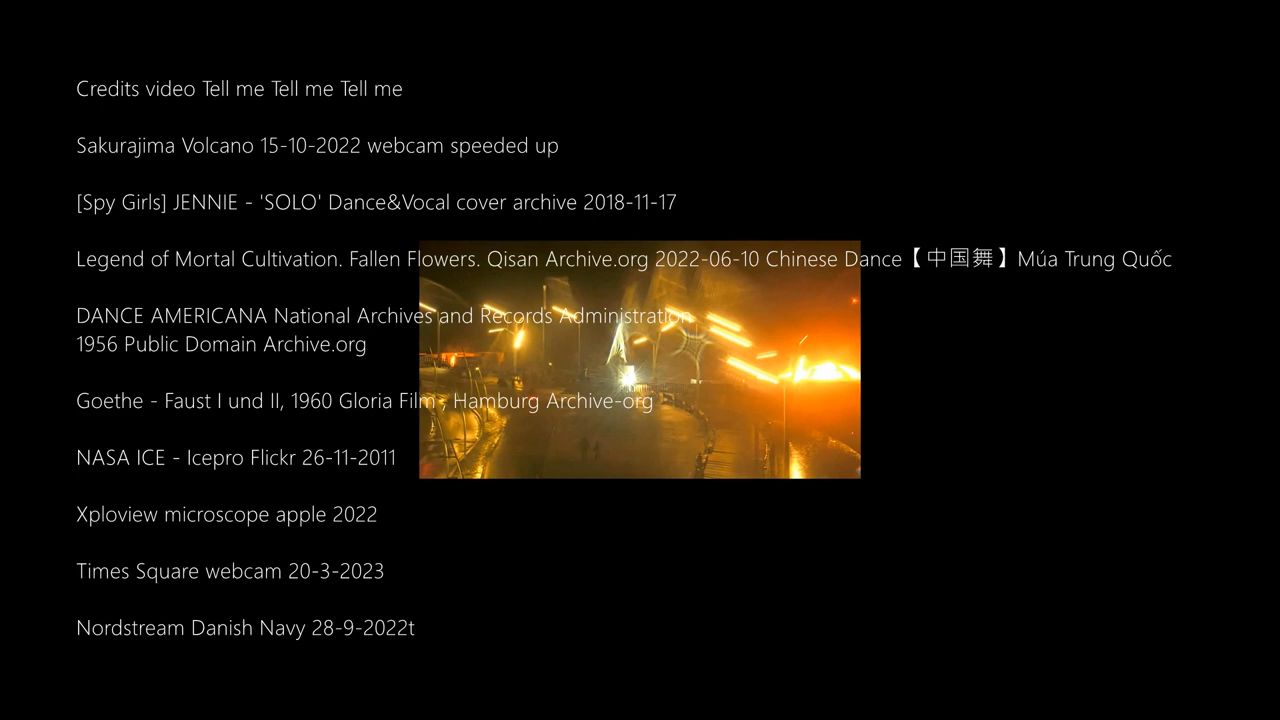 Credits video Tell me Tell me Tell me
Sakurajima Volcano 15-10-2022 webcam speeded up
[Spy Girls] JENNIE - 'SOLO' Dance&Vocal cover archive 2018-11-17
Legend of Mortal Cultivation. Fallen Flowers. Qisan Archive.org 2022-06-10 Chinese Dance【中国舞】Múa Trung Quốc
DANCE AMERICANA National Archives and Records Administration
1956 Public Domain Archive.org
Goethe - Faust I und II, 1960 Gloria Film , Hamburg Archive-org
NASA ICE - Icepro Flickr 26-11-2011
Xploview microscope apple 2022
Times Square webcam 20-3-2023
Nordstream Danish Navy 28-9-2022t